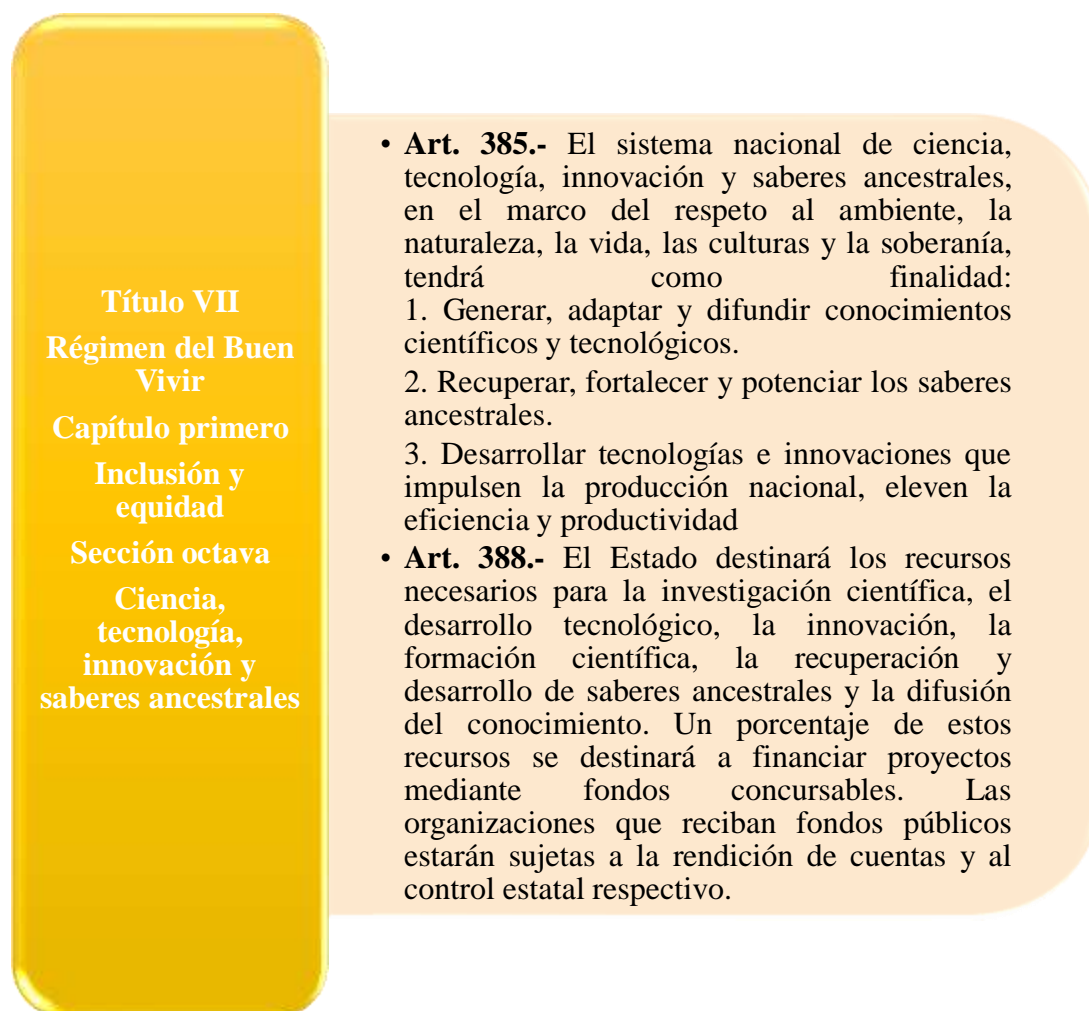 Título VII
Régimen del Buen
Vivir
Capítulo primero
Inclusión y
equidad
Sección octava
Ciencia,
tecnología,
innovación y
saberes ancestrales
• Art. 385.- El sistema nacional de ciencia,
tecnología, innovación y saberes ancestrales,
en el marco del respeto al ambiente, la
naturaleza, la vida, las culturas y la soberanía,
tendrá como finalidad:
1. Generar, adaptar y difundir conocimientos
científicos y tecnológicos.
2. Recuperar, fortalecer y potenciar los saberes
ancestrales.
3. Desarrollar tecnologías e innovaciones que
impulsen la producción nacional, eleven la
eficiencia y productividad
• Art. 388.- El Estado destinará los recursos
necesarios para la investigación científica, el
desarrollo tecnológico, la innovación, la
formación científica, la recuperación y
desarrollo de saberes ancestrales y la difusión
del conocimiento. Un porcentaje de estos
recursos se destinará a financiar proyectos
mediante fondos concursables. Las
organizaciones que reciban fondos públicos
estarán sujetas a la rendición de cuentas y al
control estatal respectivo.